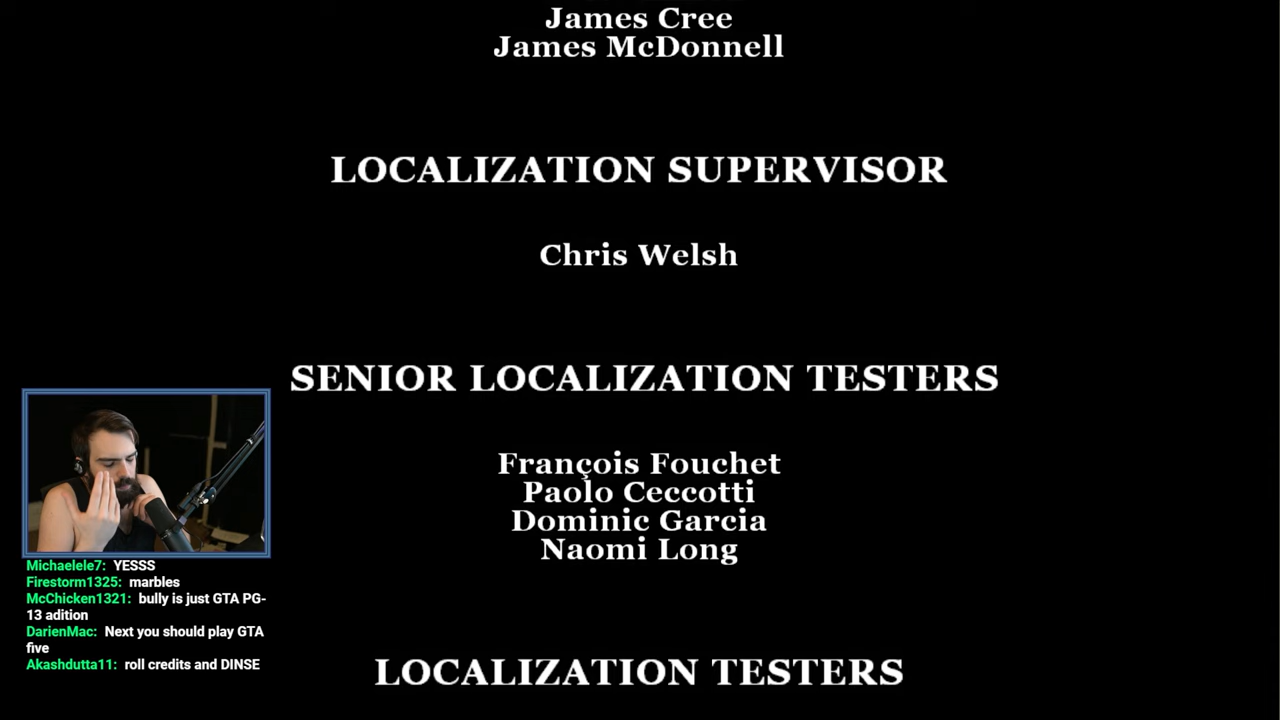 James Cree
James McDonnell
LOCALIZATION SUPERVISOR
Chris Welsh
SENIOR LOCALIZATION TESTERS
François Fouchet
Paolo Ceccotti
Dominic Garcia
Naomi Long
LOCALIZATION TESTERS
Michaelele7: YESSS
Firestorm1325: marbles
McChicken1321: bully is just GTA PG-
13 adition
DarienMac: Next you should play GTA
five
Akashdutta11: roll credits and DINSE